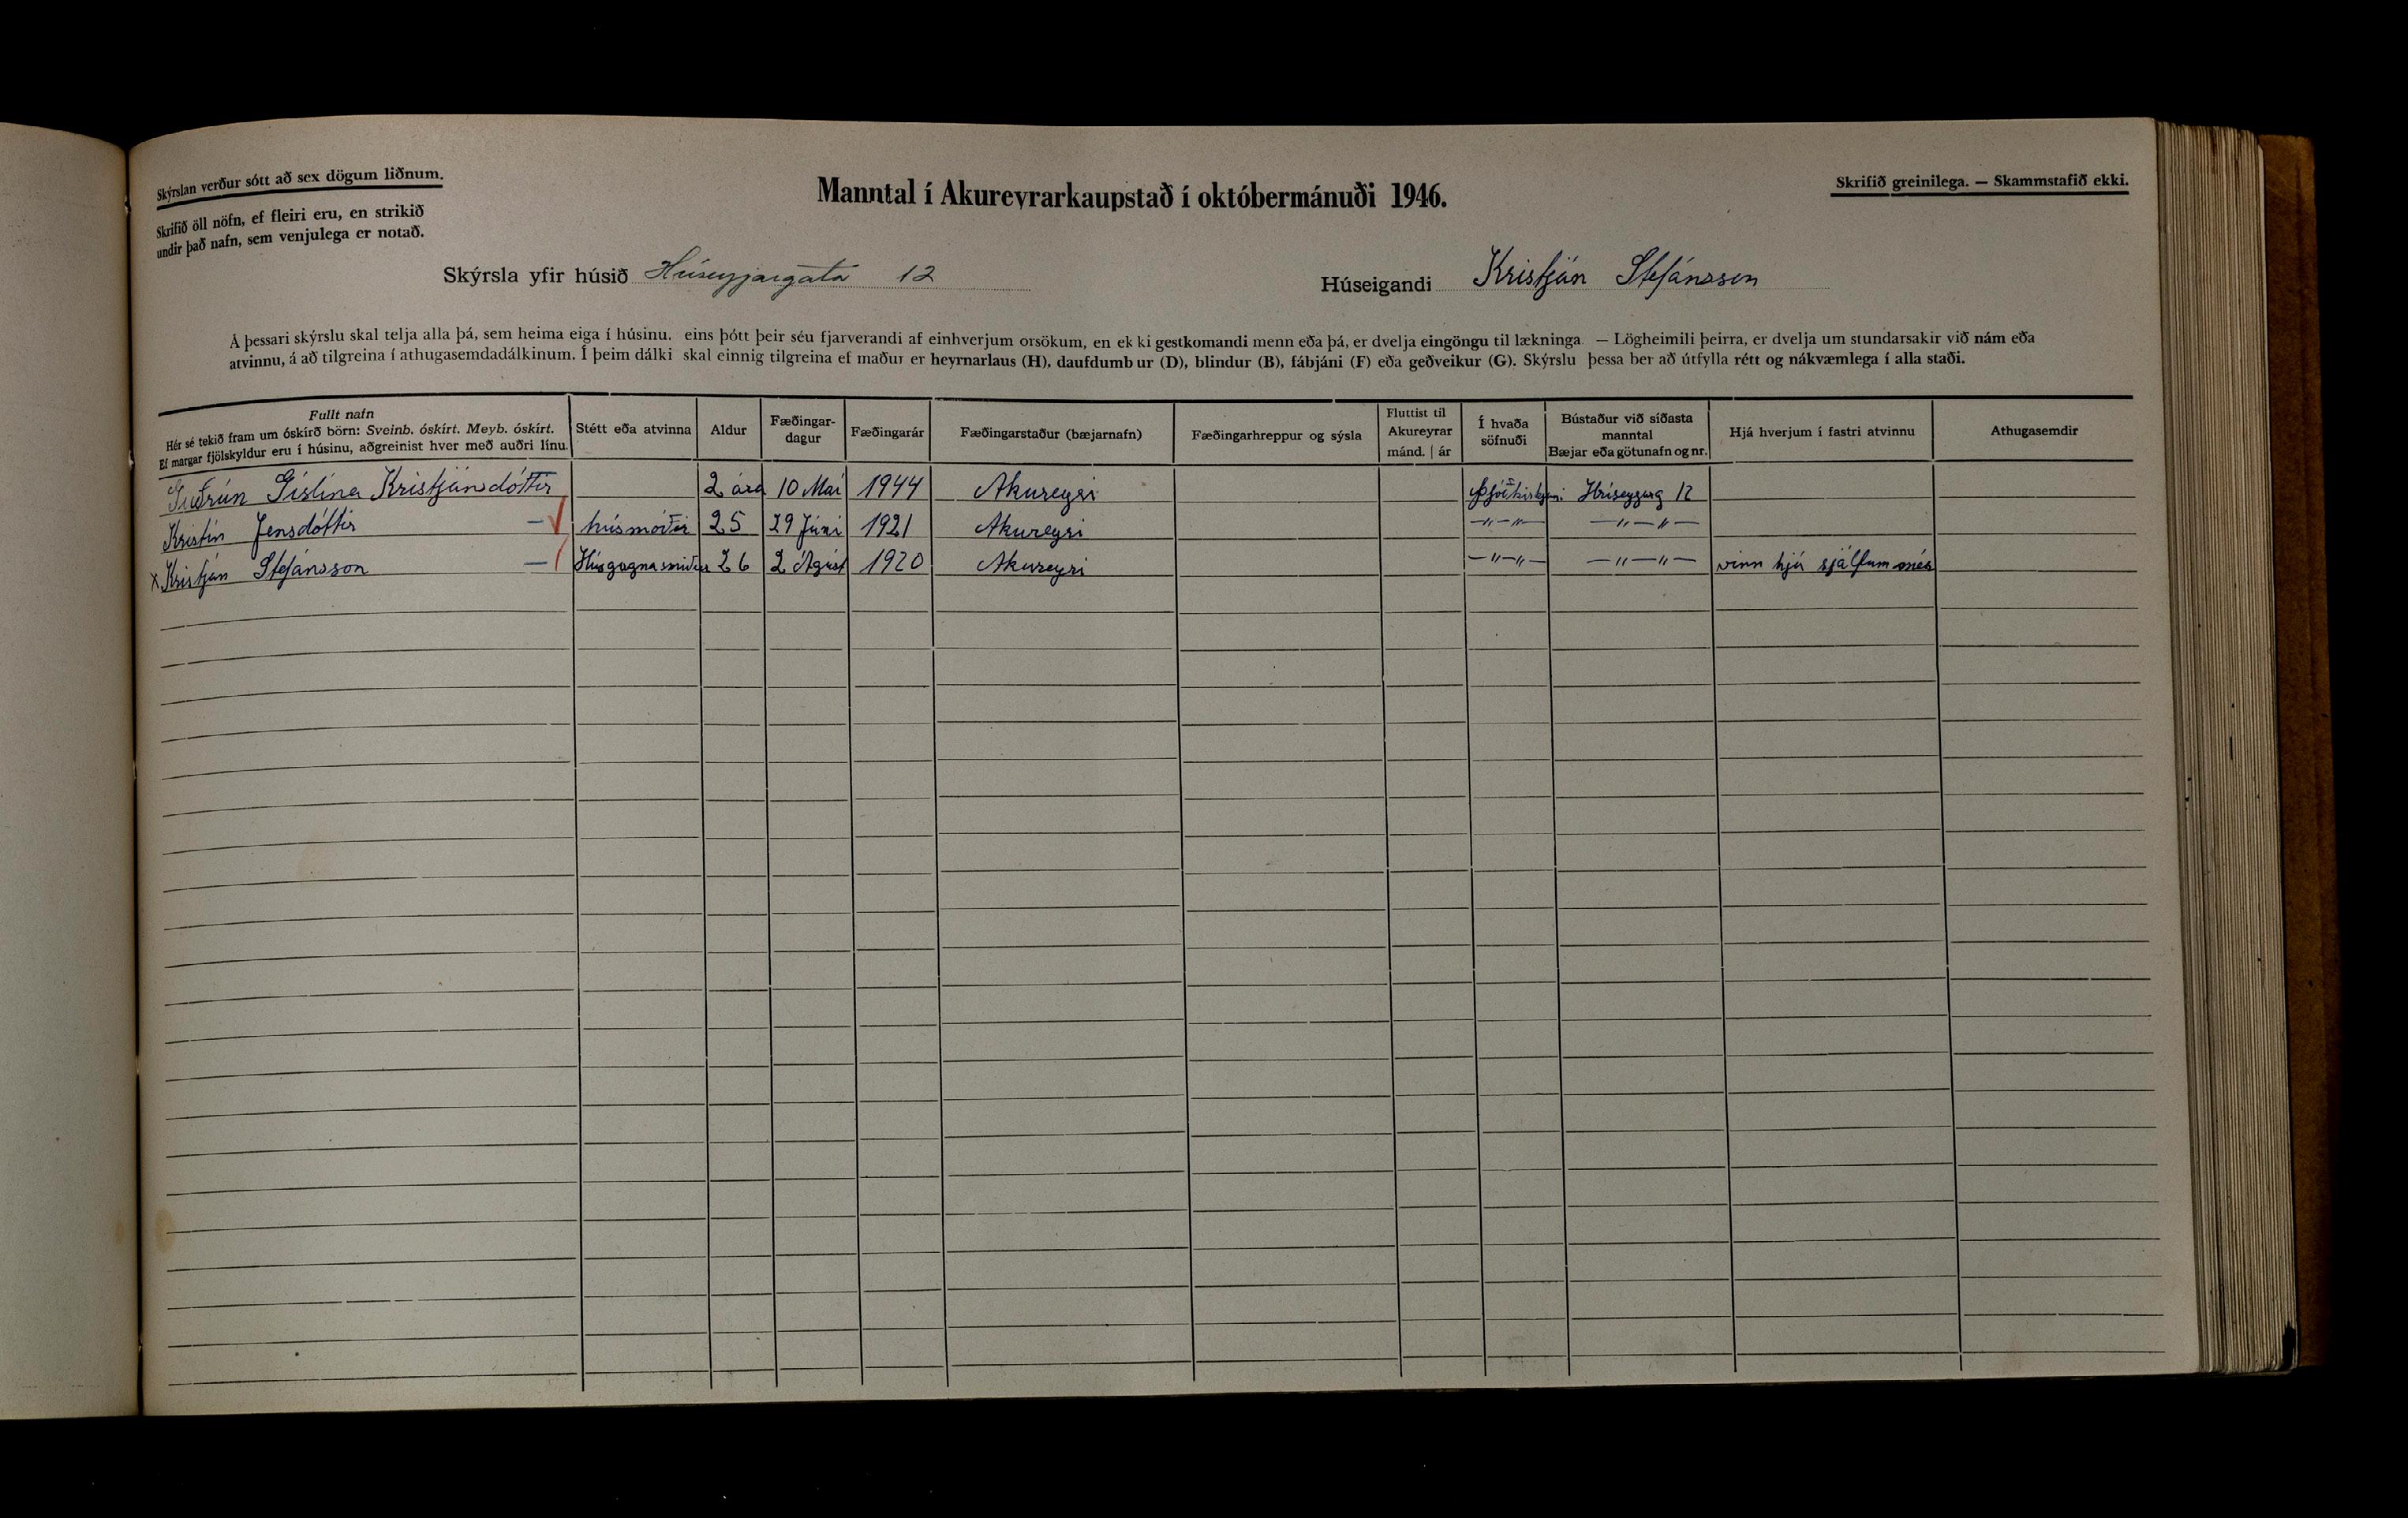 Skýrslan verður sótt að sex dögum liðnum.
Skrifið öll nöfn, ef fleiri eru, en strikið
undir það nafn, sem venjulega er notað.
Manntal í Akureyrarkaupstað í októbermánuði 1946.
Skrifið greinilega. — Skammstafið ekki.
Skýrsla yfir húsið Hríseyjargata 12
Húseigandi Kristján Stefánsson
Á þessari skýrslu skal telja alla þá, sem heima eiga í húsinu, eins þótt þeir séu fjarverandi af einhverjum orsökum, en ekki gestkomandi menn eða þá, er dvelja eingöngu til lækninga. — Lögheimili þeirra, er dvelja um stundarsakir við nám eða
atvinnu, á að tilgreina í athugasemdadálkinum. Í þeim dálki skal einnig tilgreina ef maður er heyrnarlaus (H), daufdumbur (D), blindur (B), fábjáni (F) eða geðveikur (G). Skýrslu þessa ber að útfylla rétt og nákvæmlega í alla staði.
Fullt nafn
Hér sé tekið fram um óskírð börn: Sveinb. óskírt. Meyb. óskírt.
Ef margar fjölskyldur eru í húsinu, aðgreinist hver með auðri línu.
Stétt eða atvinna
Aldur
Fæðingar-
dagur
Fæðingarár
Fæðingarstaður (bæjarnafn)
Fæðingarhreppur og sýsla
Fluttist til
Akureyrar
mánd. | ár
Í hvaða
söfnuði
Bústaður við síðasta
manntal
Bæjar eða götunafn og nr.
Hjá hverjum í fastri atvinnu
Athugasemdir
Guðrún Gíslína Kristjánsdóttir 2 ára 10 Maí 1944 Akureyri Hríseyjarg 12
Kristín Jensdóttir húsmóðir 25 29 Júní 1921 Akureyri —"—"— —"—"—
x Kristján Stefánsson Húsgagnasmiður 26 2 Ágúst 1920 Akureyri —"—"— —"—"— vinn hjá sjálfum mér